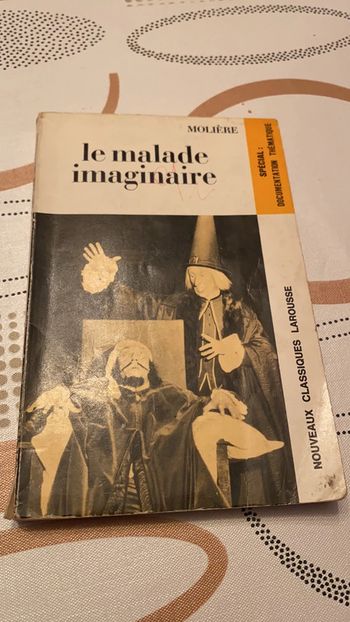 MOLIÈRE
le malade
imaginaire
SPÉCIAL :
DOCUMENTATION THÉMATIQUE
NOUVEAUX CLASSIQUES LAROUSSE